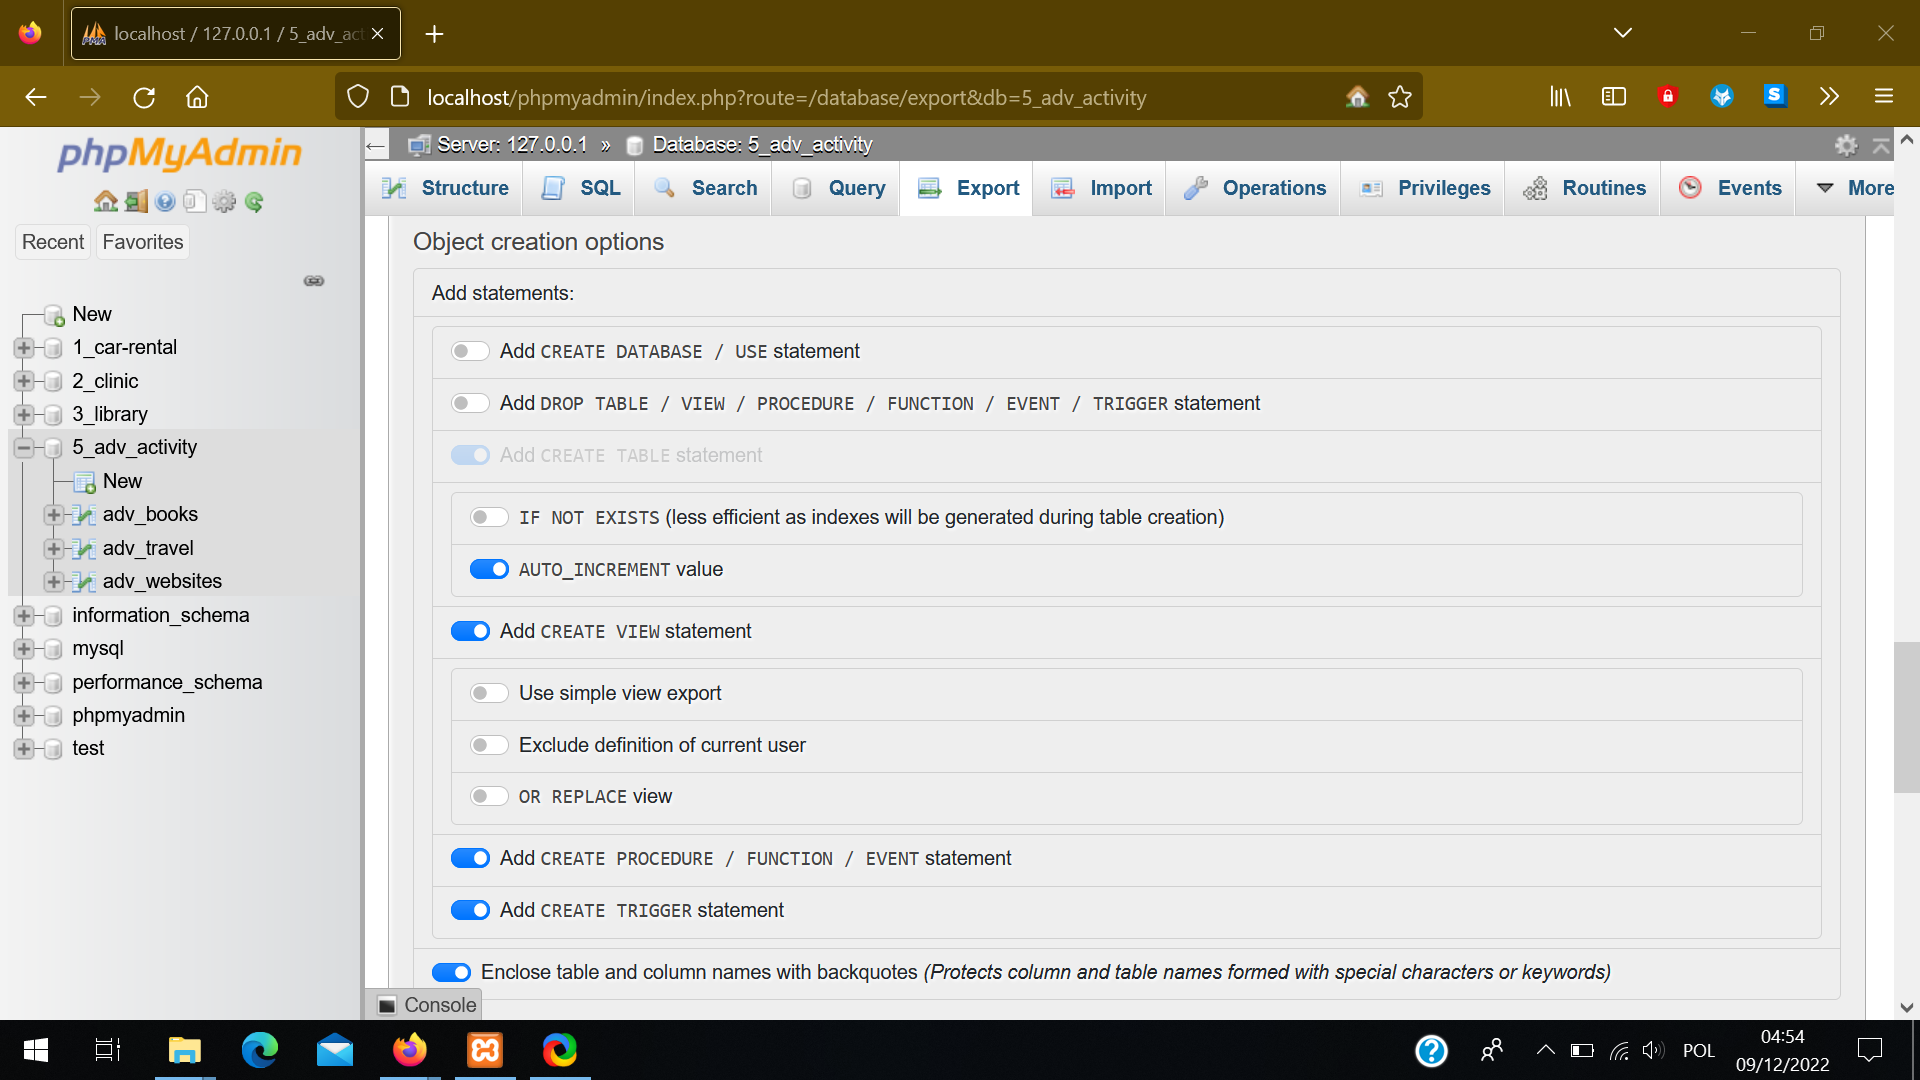 localhost / 127.0.0.1 / 5_adv_act
localhost/phpmyadmin/index.php?route=/database/export&db=5_adv_activity
phpMyAdmin
Recent
Favorites
New
1_car-rental
2_clinic
3_library
5_adv_activity
New
adv_books
adv_travel
adv_websites
information_schema
mysql
performance_schema
phpmyadmin
test
Server: 127.0.0.1 » Database: 5_adv_activity
Structure SQL Search Query Export Import Operations Privileges Routines Events More
Object creation options
Add statements:
Add CREATE DATABASE / USE statement
Add DROP TABLE / VIEW / PROCEDURE / FUNCTION / EVENT / TRIGGER statement
Add CREATE TABLE statement
IF NOT EXISTS (less efficient as indexes will be generated during table creation)
AUTO_INCREMENT value
Add CREATE VIEW statement
Use simple view export
Exclude definition of current user
OR REPLACE view
Add CREATE PROCEDURE / FUNCTION / EVENT statement
Add CREATE TRIGGER statement
Enclose table and column names with backquotes (Protects column and table names formed with special characters or keywords)
Console
POL
04:54
09/12/2022